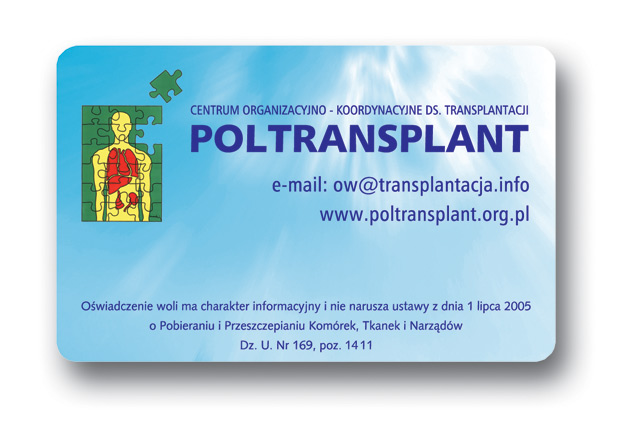 CENTRUM ORGANIZACYJNO - KOORDYNACYJNE DS. TRANSPLANTACJI
POLTRANSPLANT
e-mail: ow@transplantacja.info
www.poltransplant.org.pl
Oświadczenie woli ma charakter informacyjny i nie narusza ustawy z dnia 1 lipca 2005
o Pobieraniu i Przeszczepianiu Komórek, Tkanek i Narządów
Dz. U. Nr 169, poz. 1411